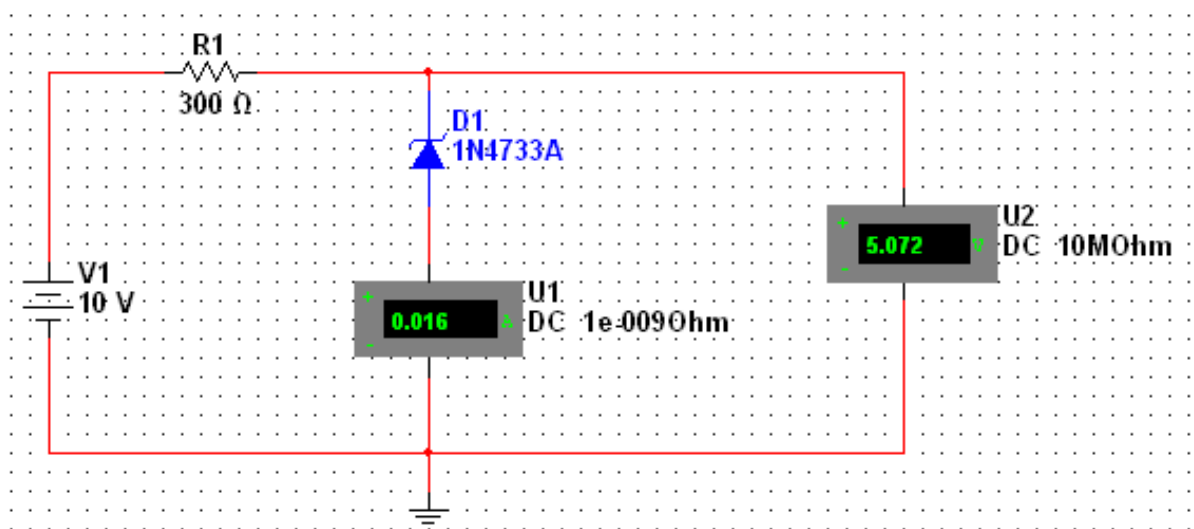 R1
300 Ω
D1
1N4733A
V1
10 V
+
0.016 A
-
U1
DC 1e-009Ohm
+
5.072 V
-
U2
DC 10MOhm